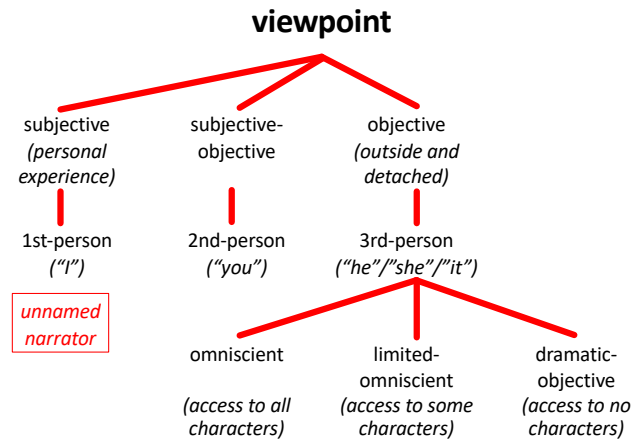 viewpoint
subjective
(personal
experience)
subjective-
objective
objective
(outside and
detached)
1st-person
(“I”)
2nd-person
(“you”)
3rd-person
(“he”/”she”/”it”)
unnamed
narrator
omniscient
(access to all
characters)
limited-
omniscient
(access to some
characters)
dramatic-
objective
(access to no
characters)